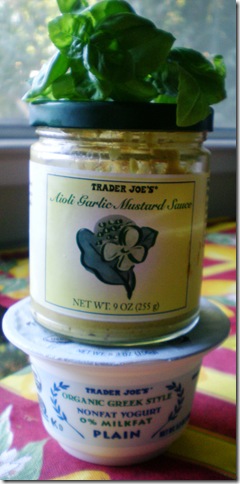 TRADER JOE'S™
Aioli Garlic Mustard Sauce
NET WT. 9 OZ (255 g)
TRADER JOE'S
ORGANIC GREEK STYLE
NONFAT YOGURT
0% MILKFAT
PLAIN